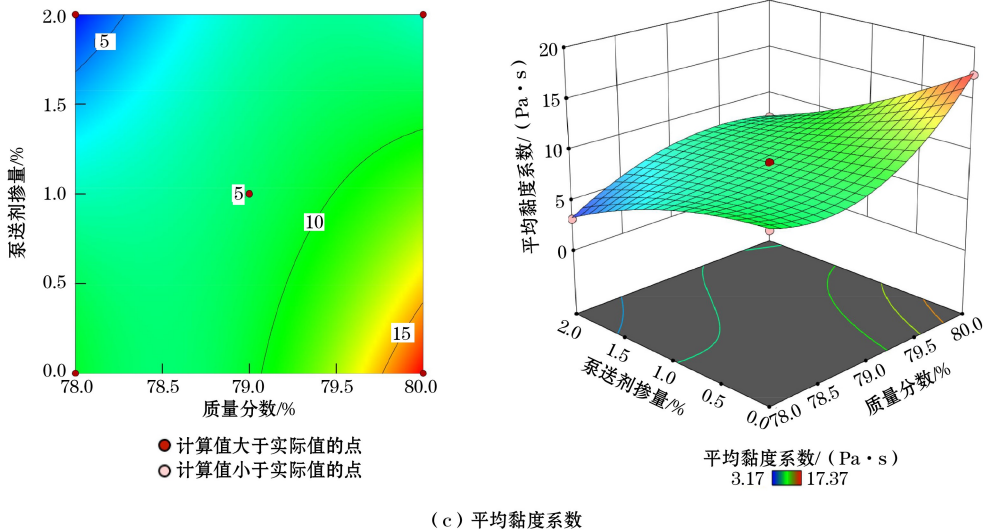 2.0
1.5
1.0
0.5
0.0
泵送剂掺量/%
5
5
10
15
78.0 78.5 79.0 79.5 80.0
质量分数/%
计算值大于实际值的点
计算值小于实际值的点
20
15
10
5
0
平均黏度系数/(Pa·s)
2.0
1.5
1.0
0.5
0.0
泵送剂掺量/%
78.0
78.5
79.0
79.5
80.0
质量分数/%
平均黏度系数/(Pa·s)
3.17 17.37
(c)平均黏度系数